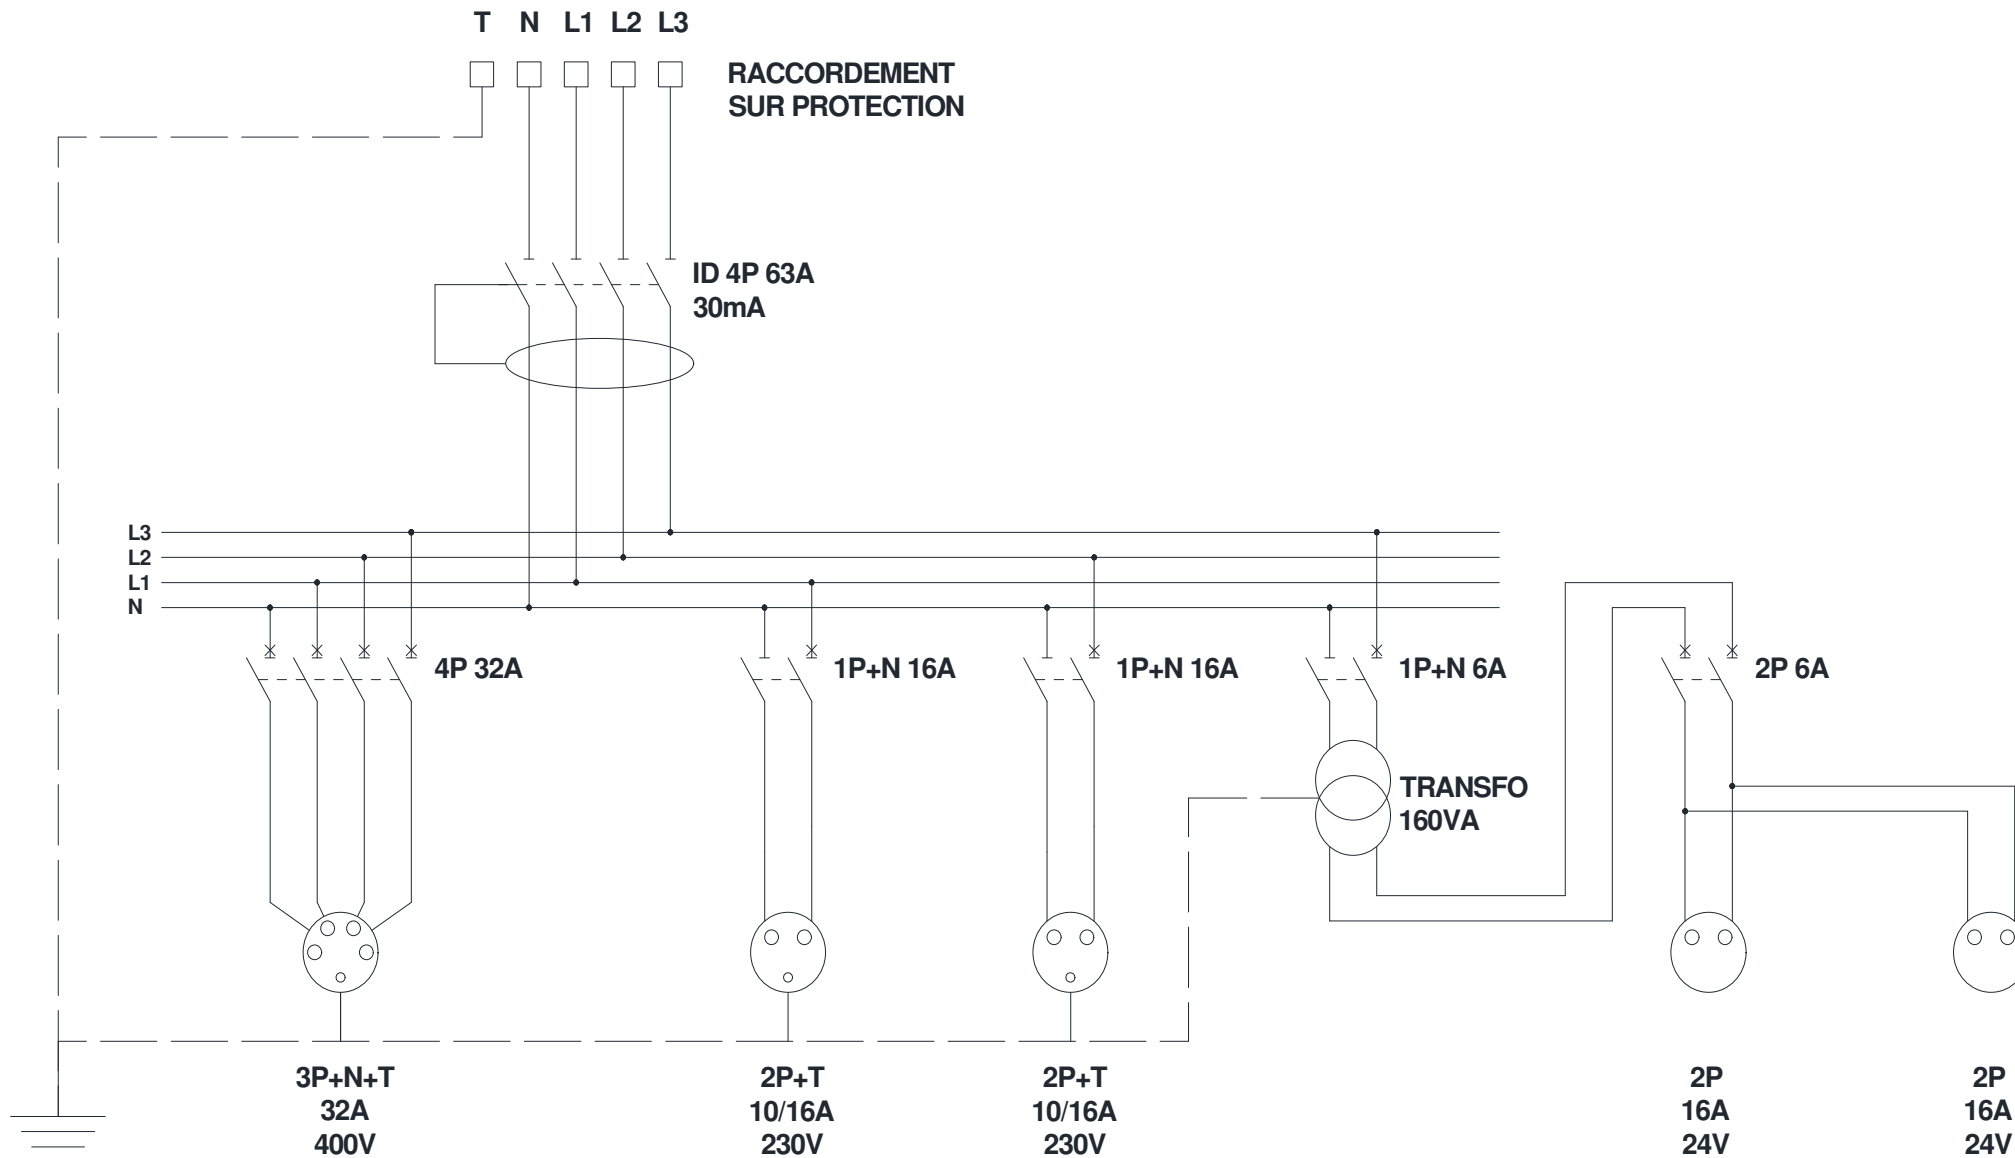 T N L1 L2 L3
RACCORDEMENT
SUR PROTECTION
ID 4P 63A
30mA
L3
L2
L1
N
4P 32A
1P+N 16A
1P+N 16A
1P+N 6A
2P 6A
TRANSFO
160VA
3P+N+T
32A
400V
2P+T
10/16A
230V
2P+T
10/16A
230V
2P
16A
24V
2P
16A
24V